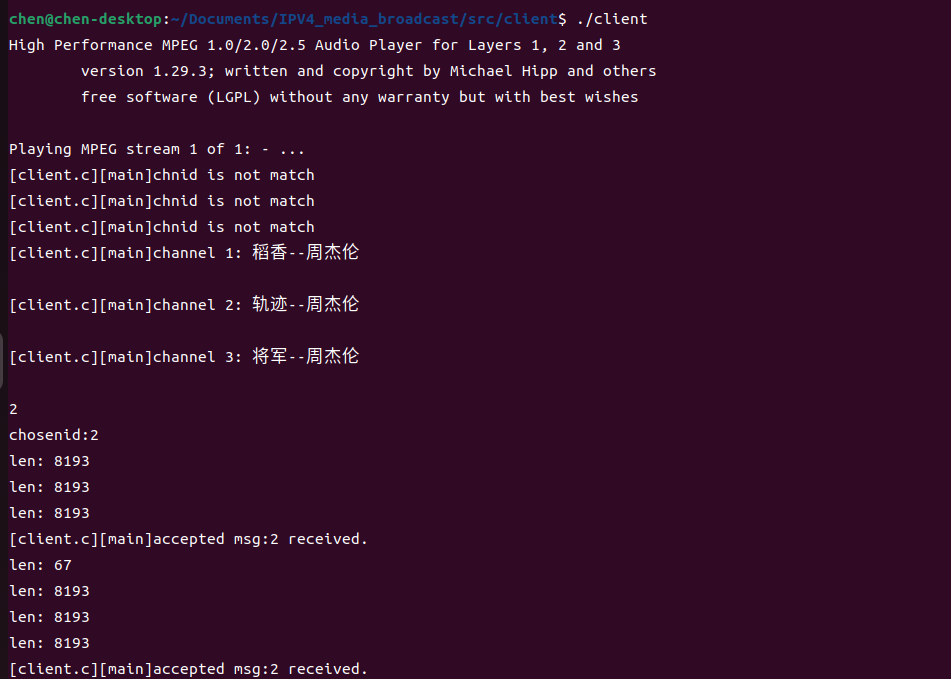 chen@chen-desktop:~/Documents/IPV4_media_broadcast/src/client$ ./client
High Performance MPEG 1.0/2.0/2.5 Audio Player for Layers 1, 2 and 3
version 1.29.3; written and copyright by Michael Hipp and others
free software (LGPL) without any warranty but with best wishes
Playing MPEG stream 1 of 1: - ...
[client.c][main]chnid is not match
[client.c][main]chnid is not match
[client.c][main]chnid is not match
[client.c][main]channel 1: 稻香--周杰伦
[client.c][main]channel 2: 轨迹--周杰伦
[client.c][main]channel 3: 将军--周杰伦
2
chosenid:2
len: 8193
len: 8193
len: 8193
[client.c][main]accepted msg:2 received.
len: 67
len: 8193
len: 8193
len: 8193
[client.c][main]accepted msg:2 received.